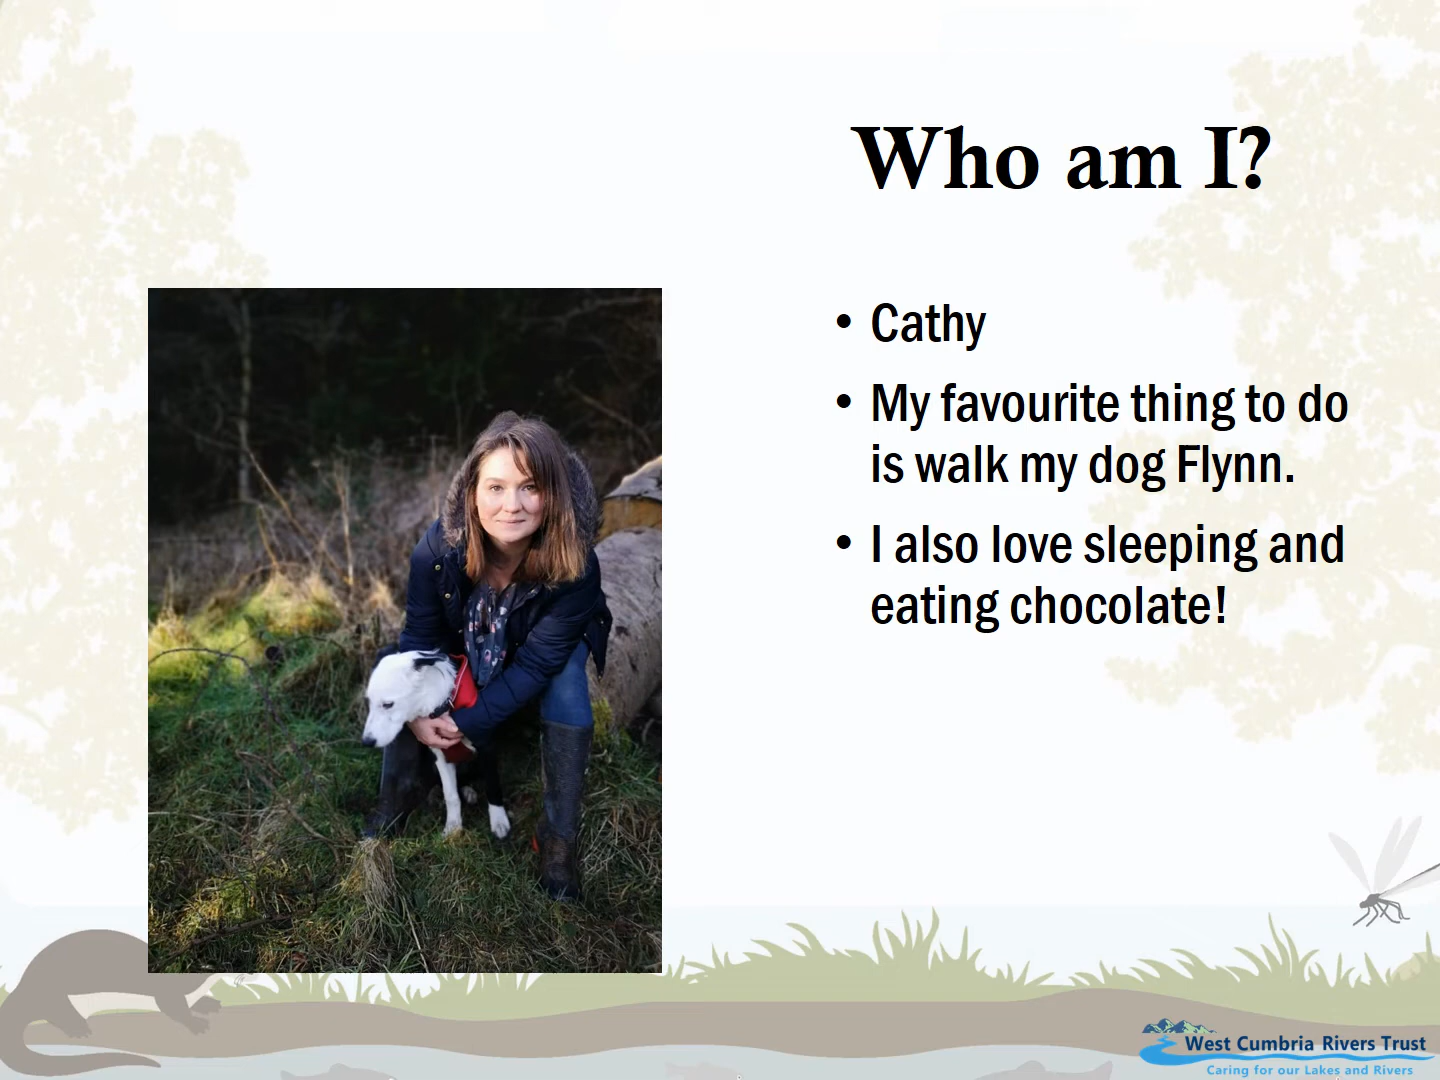 Who am I?
• Cathy
• My favourite thing to do
is walk my dog Flynn.
• I also love sleeping and
eating chocolate!
West Cumbria Rivers Trust
Caring for our Lakes and Rivers